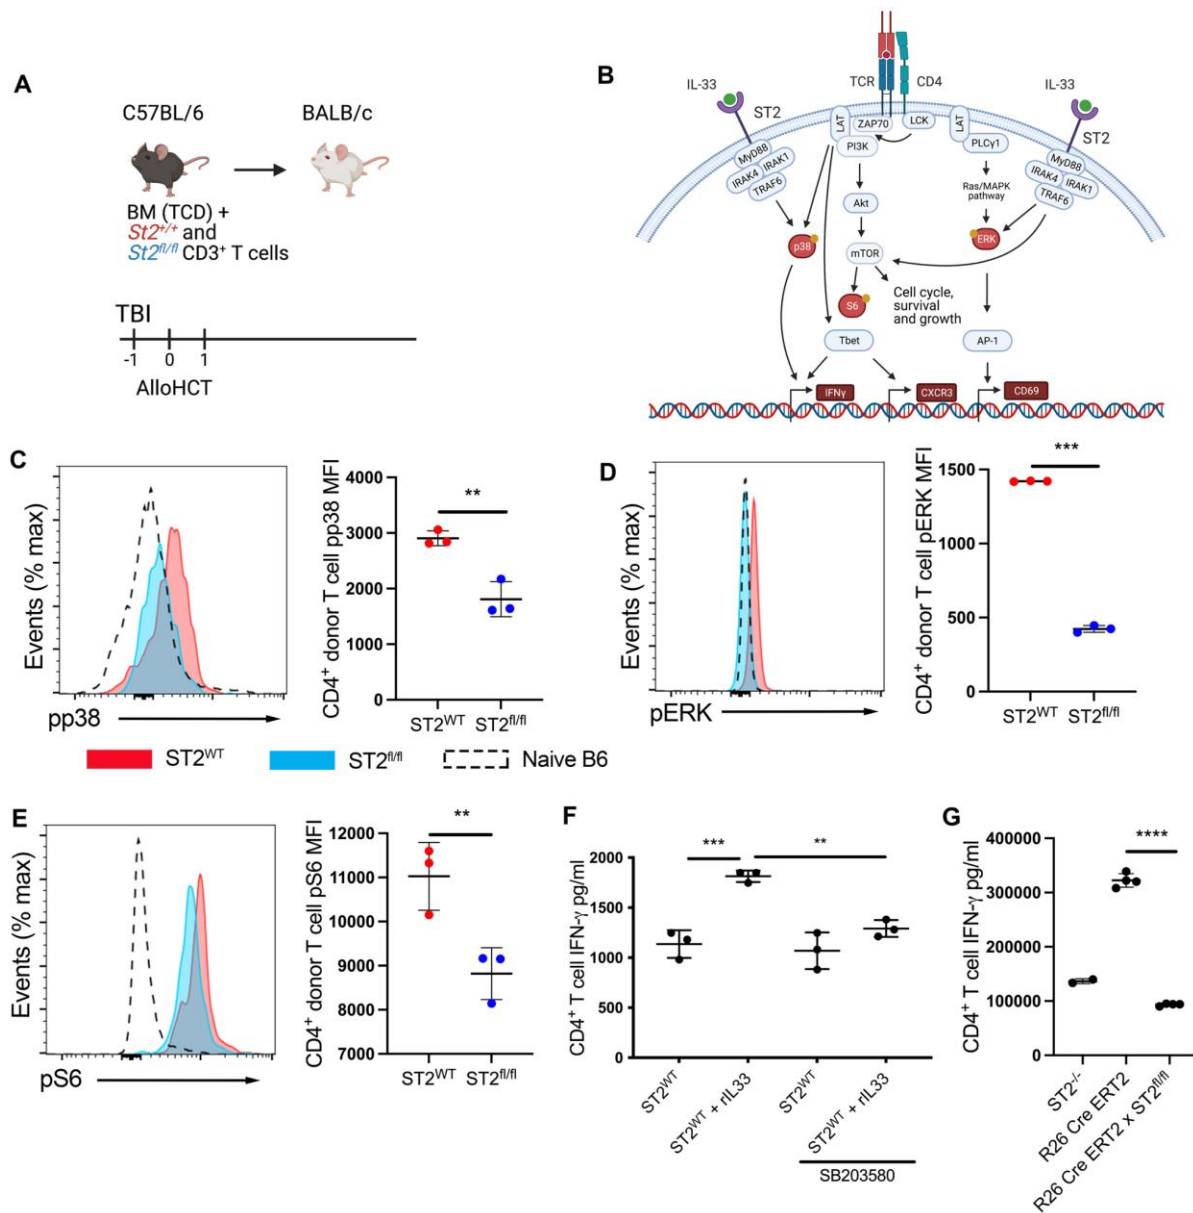 A
C57BL/6
BALB/c
BM (TCD) +
St2+/+ and
St2fl/fl CD3+ T cells
TBI
-1
0
1
AlloHCT
B
IL-33
ST2
TCR
CD4
IL-33
ST2
MyD88
IRAK4
IRAK1
TRAF6
LAT
ZAP70
LCK
PI3K
LAT
PLCγ1
MyD88
IRAK4
IRAK1
TRAF6
Ras/MAPK
pathway
Akt
p38
mTOR
ERK
S6
Cell cycle,
survival
and growth
Tbet
AP-1
IFNγ
CXCR3
CD69
C
Events (% max)
pp38
CD4+ donor T cell pp38 MFI
4000
3000
2000
1000
0
**
ST2WT
ST2fl/fl
D
Events (% max)
pERK
CD4+ donor T cell pERK MFI
1500
1000
500
0
***
ST2WT
ST2fl/fl
ST2WT
ST2fl/fl
Naive B6
E
Events (% max)
pS6
CD4+ donor T cell pS6 MFI
12000
11000
10000
9000
8000
7000
**
ST2WT
ST2fl/fl
F
CD4+ T cell IFN-γ pg/ml
2000
1500
1000
500
0
***
**
ST2WT
ST2WT + rIL33
ST2WT
ST2WT + rIL33
SB203580
G
CD4+ T cell IFN-γ pg/ml
400000
300000
200000
100000
0
****
ST2-/-
R26 Cre ERT2
R26 Cre ERT2 x ST2fl/fl